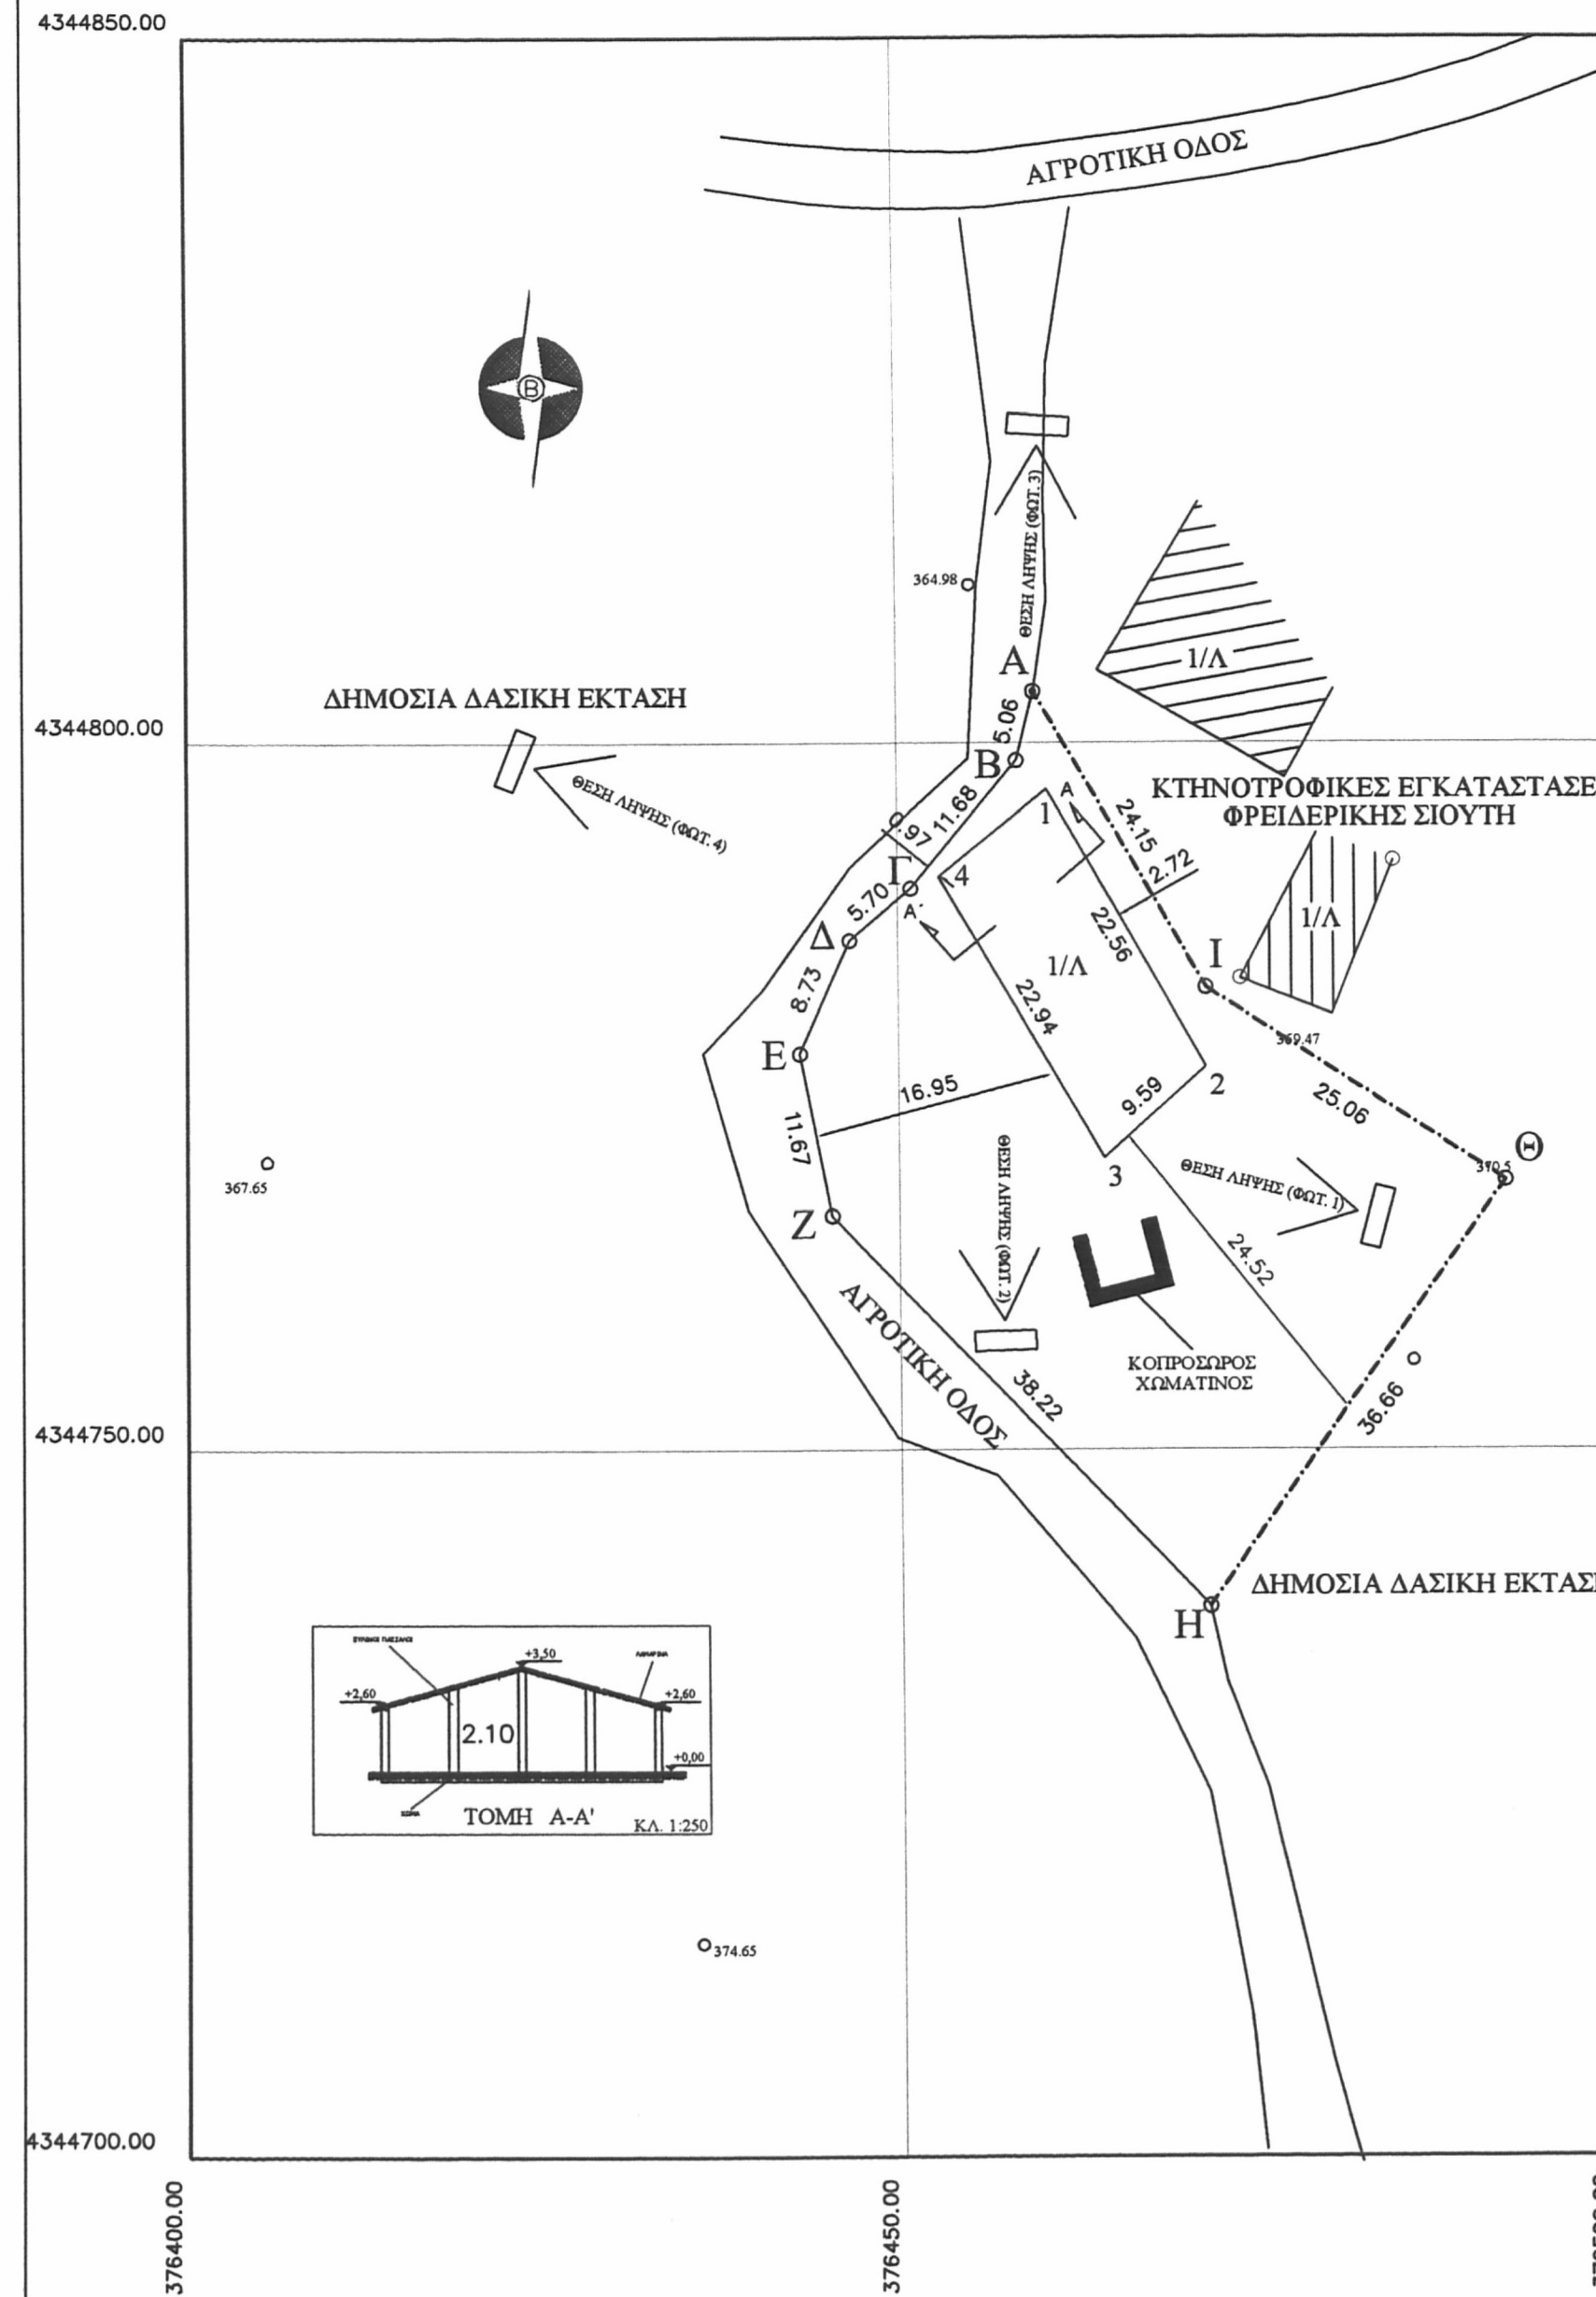 4344850.00
ΑΓΡΟΤΙΚΗ ΟΔΟΣ
Β
ΘΕΣΗ ΛΗΨΗΣ (ΦΩΤ. 3)
364.98
Α
1/Λ
ΔΗΜΟΣΙΑ ΔΑΣΙΚΗ ΕΚΤΑΣΗ
5.06
4344800.00
Β
ΘΕΣΗ ΛΗΨΗΣ (ΦΩΤ. 4)
ΚΤΗΝΟΤΡΟΦΙΚΕΣ ΕΓΚΑΤΑΣΤΑΣΕ
ΦΡΕΙΔΕΡΙΚΗΣ ΣΙΟΥΤΗ
Α
1
11.68
.97
24.15
2.72
Γ
4
5.70
Α΄
Δ
22.56
1/Λ
1/Λ
Ι
8.73
22.94
369.47
Ε
16.95
9.59
2
25.06
11.67
3
Θ
370.5
367.65
ΘΕΣΗ ΛΗΨΗΣ (ΦΩΤ. 2)
ΘΕΣΗ ΛΗΨΗΣ (ΦΩΤ. 1)
Ζ
24.52
ΑΓΡΟΤΙΚΗ ΟΔΟΣ
ΚΟΠΡΟΣΩΡΟΣ
ΧΩΜΑΤΙΝΟΣ
38.22
36.66
4344750.00
ΔΗΜΟΣΙΑ ΔΑΣΙΚΗ ΕΚΤΑΣ
Η
+3,50
+2,60
+2,60
2.10
+0,00
ΤΟΜΗ Α-Α'
ΚΛ. 1:250
374.65
4344700.00
376400.00
376450.00